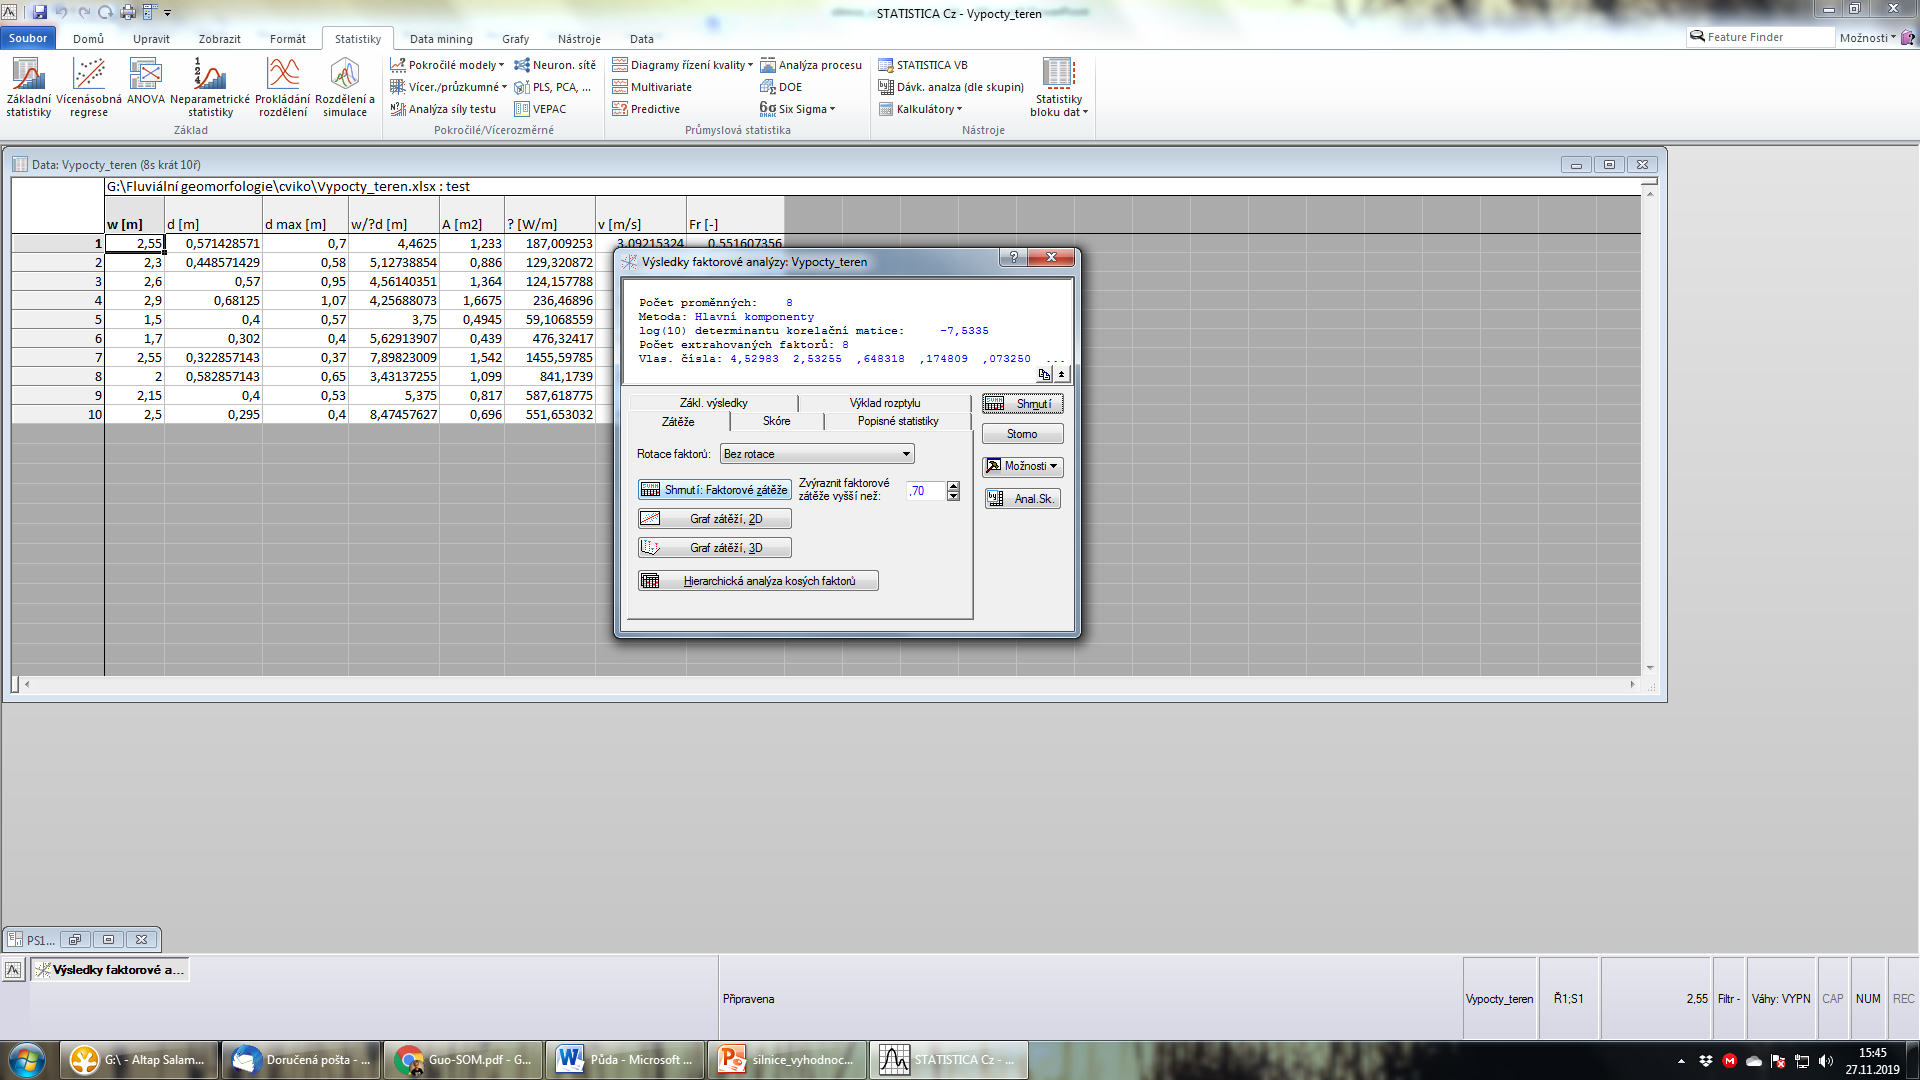 STATISTICA Cz - Vypocty_teren
Soubor Domů Upravit Zobrazit Formát Statistiky Data mining Grafy Nástroje Data
Feature Finder Možnosti
Základní statistiky
Vícenásobná regrese
ANOVA
Neparametrické statistiky
Prokládání rozdělení
Rozdělení a simulace
Základ
Pokročilé modely
Neuron. sítě
Vícer./průzkumné
PLS, PCA, ...
Analýza síly testu
VEPAC
Pokročilé/Vícerozměrné
Diagramy řízení kvality
Analýza procesu
Multivariate
DOE
Predictive
Six Sigma
Průmyslová statistika
STATISTICA VB
Dávk. analza (dle skupin)
Kalkulátory
Statistiky bloku dat
Nástroje
Data: Vypocty_teren (8s krát 10ř)
G:\Fluviální geomorfologie\cviko\Vypocty_teren.xlsx : test
w [m] d [m] d max [m] w/?d [m] A [m2] ? [W/m] v [m/s] Fr [-]
1 2,55 0,571428571 0,7 4,4625 1,233 187,009253 3,09215324 0,551607356
2 2,3 0,448571429 0,58 5,12738854 0,886 129,320872
3 2,6 0,57 0,95 4,56140351 1,364 124,157788
4 2,9 0,68125 1,07 4,25688073 1,6675 236,46896
5 1,5 0,4 0,57 3,75 0,4945 59,1068559
6 1,7 0,302 0,4 5,62913907 0,439 476,32417
7 2,55 0,322857143 0,37 7,89823009 1,542 1455,59785
8 2 0,582857143 0,65 3,43137255 1,099 841,1739
9 2,15 0,4 0,53 5,375 0,817 587,618775
10 2,5 0,295 0,4 8,47457627 0,696 551,653032
Výsledky faktorové analýzy: Vypocty_teren
Počet proměnných: 8
Metoda: Hlavní komponenty
log(10) determinantu korelační matice: -7,5335
Počet extrahovaných faktorů: 8
Vlas. čísla: 4,52983 2,53255 ,648318 ,174809 ,073250 ...
Zákl. výsledky Výklad rozptylu
Zátěže Skóre Popisné statistiky
Shrnutí
Storno
Možnosti
Anal.Sk.
Rotace faktorů: Bez rotace
Shrnutí: Faktorové zátěže
Zvýraznit faktorové zátěže vyšší než: ,70
Graf zátěží, 2D
Graf zátěží, 3D
Hierarchická analýza kosých faktorů
PS1...
Výsledky faktorové a...
Připravena
Vypocty_teren Ř1;S1 2,55 Filtr - Váhy: VYPN CAP NUM REC
G:\ - Altap Salam... Doručená pošta - ... Guo-SOM.pdf - G... Půda - Microsoft ... silnice_vyhodnoc... STATISTICA Cz - ...
15:45
27.11.2019